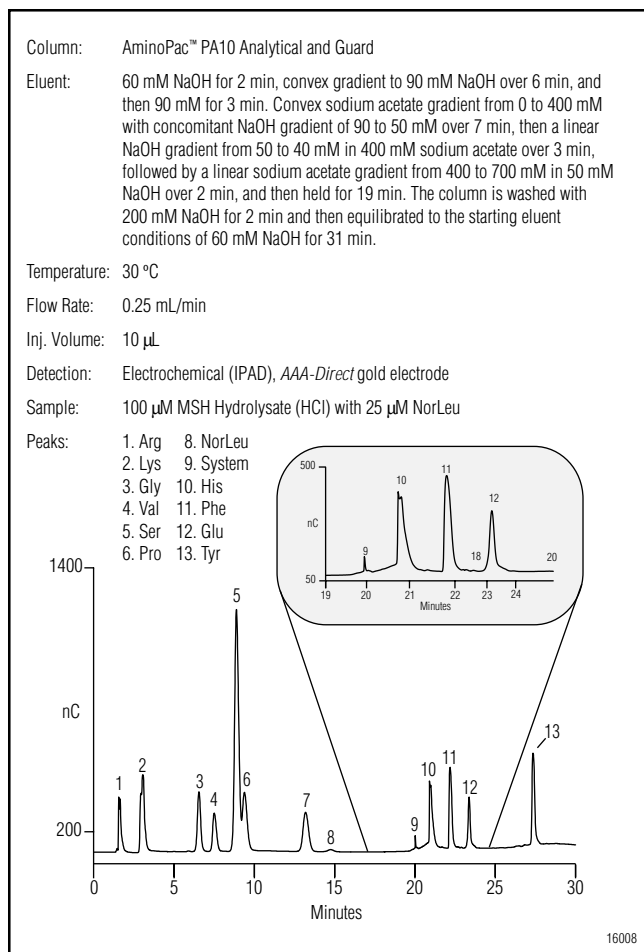 Column: AminoPac™ PA10 Analytical and Guard
Eluent: 60 mM NaOH for 2 min, convex gradient to 90 mM NaOH over 6 min, and
then 90 mM for 3 min. Convex sodium acetate gradient from 0 to 400 mM
with concomitant NaOH gradient of 90 to 50 mM over 7 min, then a linear
NaOH gradient from 50 to 40 mM in 400 mM sodium acetate over 3 min,
followed by a linear sodium acetate gradient from 400 to 700 mM in 50 mM
NaOH over 2 min, and then held for 19 min. The column is washed with
200 mM NaOH for 2 min and then equilibrated to the starting eluent
conditions of 60 mM NaOH for 31 min.
Temperature: 30 ºC
Flow Rate: 0.25 mL/min
Inj. Volume: 10 µL
Detection: Electrochemical (IPAD), AAA-Direct gold electrode
Sample: 100 µM MSH Hydrolysate (HCl) with 25 µM NorLeu
Peaks: 1. Arg 8. NorLeu
2. Lys 9. System
3. Gly 10. His
4. Val 11. Phe
5. Ser 12. Glu
6. Pro 13. Tyr
500
nC
50
9
10
11
18
12
20
19 20 21 22 23 24
Minutes
1400
nC
200
1
2
3
4
5
6
7
8
9
10
11
12
13
0 5 10 15 20 25 30
Minutes
16008